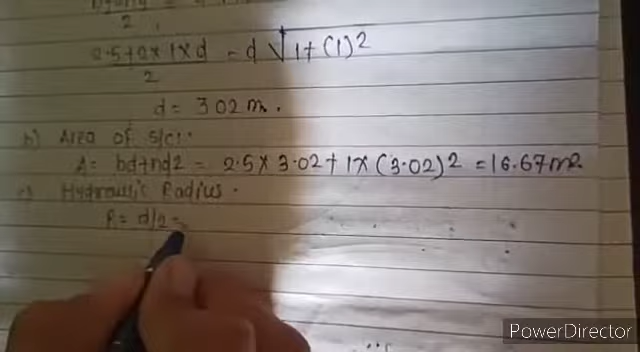 2
2.5+2×1×d = d √1+(1)2
2
d = 3.02 m.
b) Area of S/C:
A = bd+nd2 = 2.5×3.02+1×(3.02)2 = 16.67m2
c) Hydraulic Radius.
R = d/2 =
PowerDirector